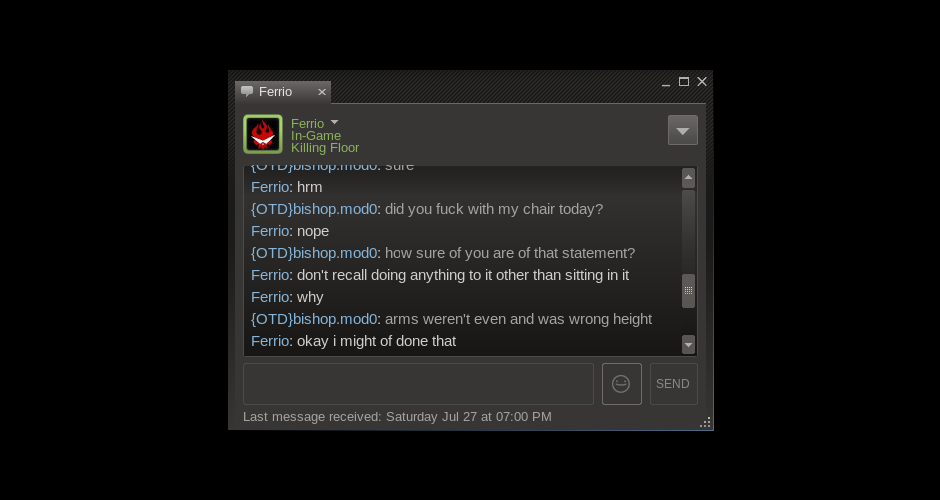 Ferrio
Ferrio
In-Game
Killing Floor
{OTD}bishop.mod0: sure
Ferrio: hrm
{OTD}bishop.mod0: did you fuck with my chair today?
Ferrio: nope
{OTD}bishop.mod0: how sure of you are of that statement?
Ferrio: don't recall doing anything to it other than sitting in it
Ferrio: why
{OTD}bishop.mod0: arms weren't even and was wrong height
Ferrio: okay i might of done that
SEND
Last message received: Saturday Jul 27 at 07:00 PM